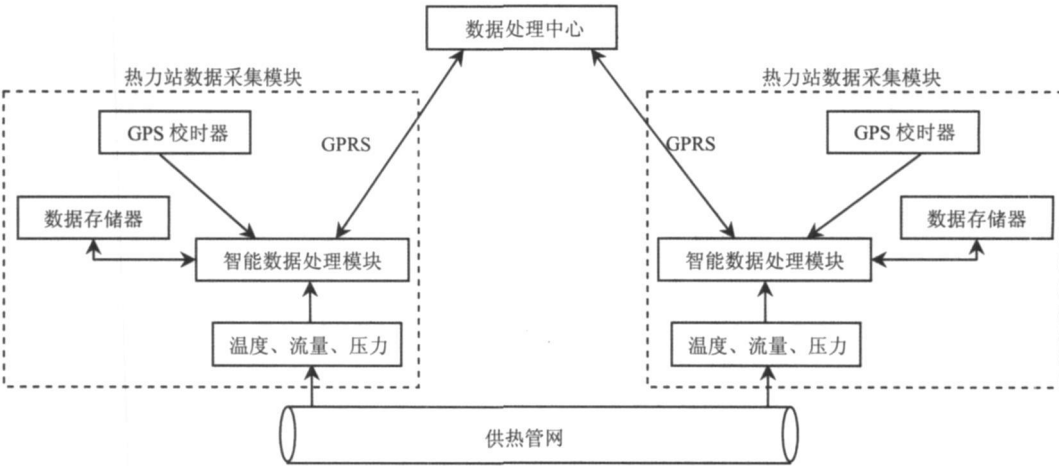 数据处理中心
热力站数据采集模块
热力站数据采集模块
GPS 校时器
GPRS
GPRS
GPS 校时器
数据存储器
数据存储器
智能数据处理模块
智能数据处理模块
温度、流量、压力
温度、流量、压力
供热管网